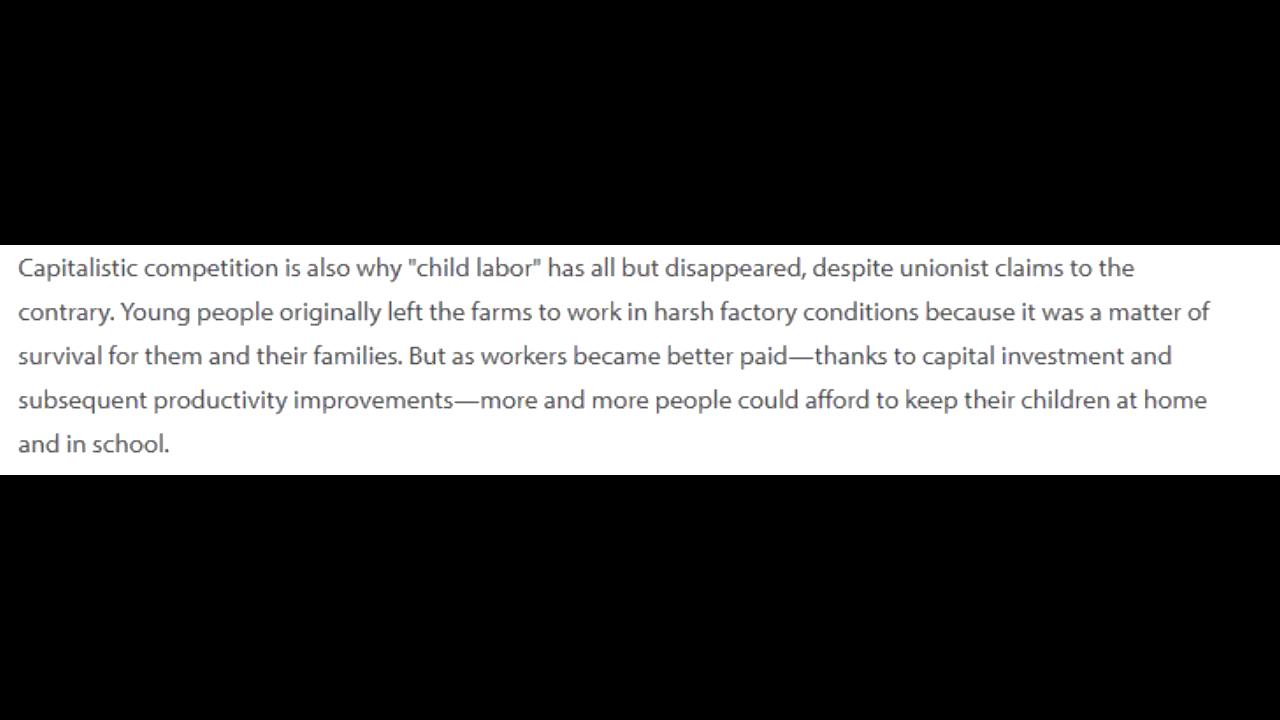 Capitalistic competition is also why "child labor" has all but disappeared, despite unionist claims to the
contrary. Young people originally left the farms to work in harsh factory conditions because it was a matter of
survival for them and their families. But as workers became better paid—thanks to capital investment and
subsequent productivity improvements—more and more people could afford to keep their children at home
and in school.